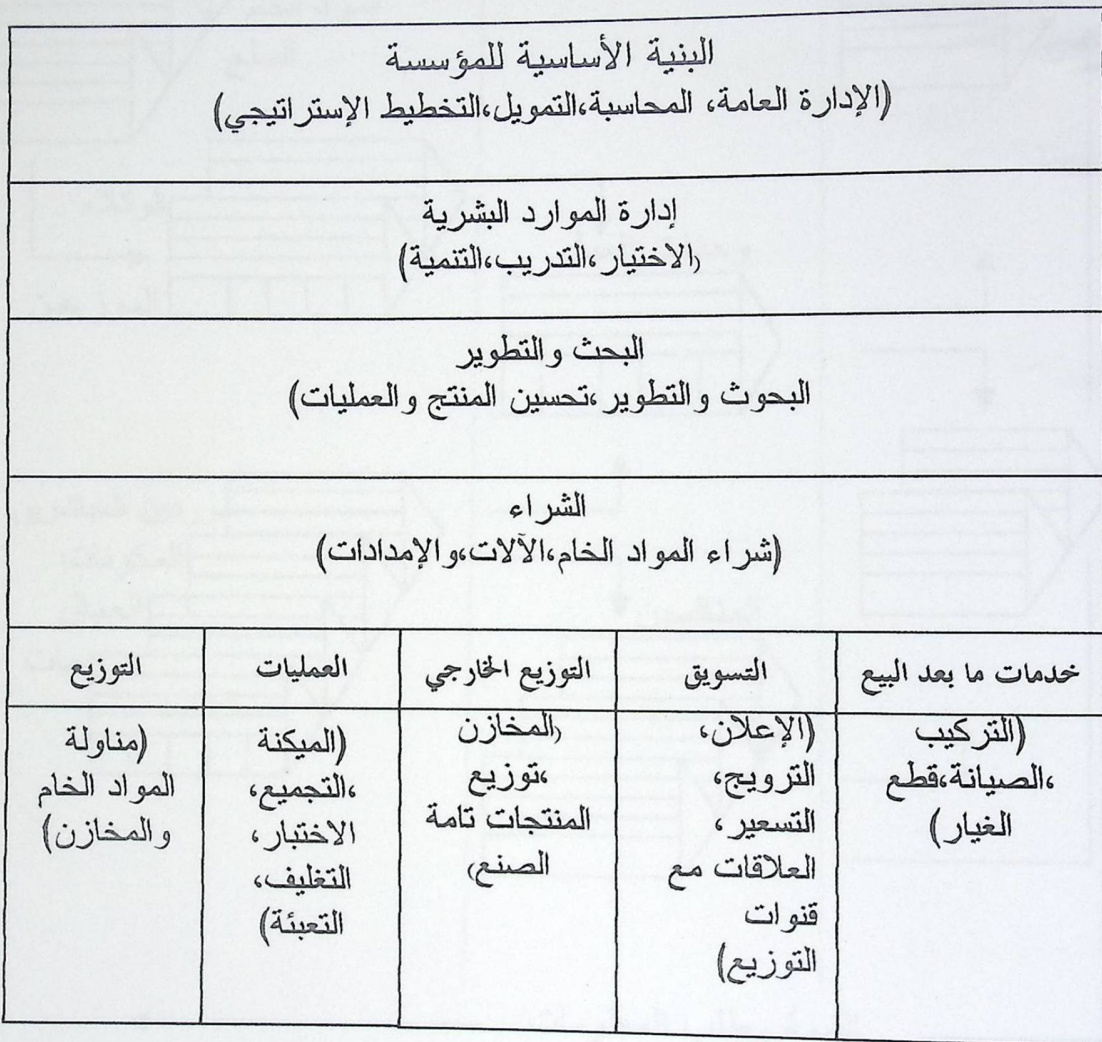 البنية الأساسية للمؤسسة
(الإدارة العامة، المحاسبة،التمويل،التخطيط الإستراتيجي)
إدارة الموارد البشرية
(الاختيار،التدريب،التنمية)
البحث والتطوير
البحوث والتطوير،تحسين المنتج والعمليات)
الشراء
(شراء المواد الخام،الآلات،والإمدادات)
خدمات ما بعد البيع
(التركيب
،الصيانة،قطع
الغيار)
التسويق
(الإعلان،
الترويج،
التسعير،
العلاقات مع
قنوات
التوزيع)
التوزيع الخارجي
(المخازن
،توزيع
المنتجات تامة
الصنع)
العمليات
(الميكنة
،التجميع،
الاختبار،
التغليف،
التعبئة)
التوزيع
(مناولة
المواد الخام
والمخازن)